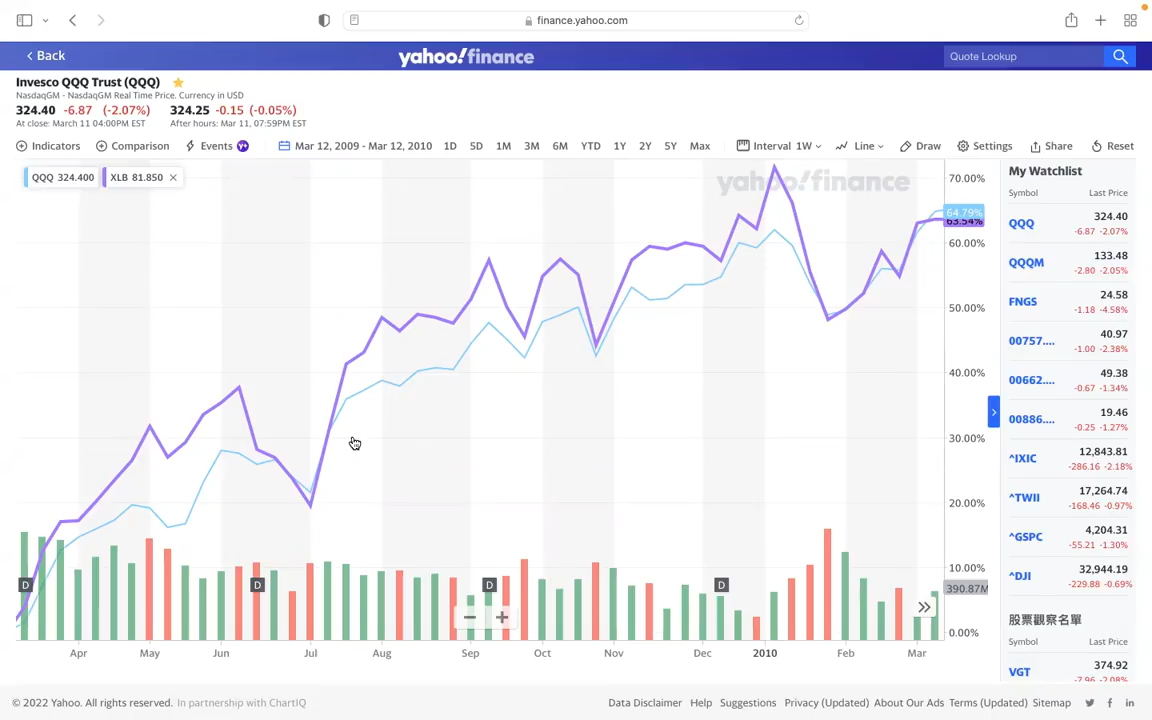 finance.yahoo.com
Back
yahoo!finance
Quote Lookup
Invesco QQQ Trust (QQQ)
NasdaqGM - NasdaqGM Real Time Price. Currency in USD
324.40 -6.87 (-2.07%) 324.25 -0.15 (-0.05%)
At close: March 11 04:00PM EST After hours: Mar 11, 07:59PM EST
Indicators Comparison Events Y+ Mar 12, 2009 - Mar 12, 2010 1D 5D 1M 3M 6M YTD 1Y 2Y 5Y Max Interval 1W Line Draw Settings Share Reset
QQQ 324.400 XLB 81.850
yahoo!finance
70.00%
64.79%
63.54%
60.00%
50.00%
40.00%
30.00%
20.00%
10.00%
390.87M
0.00%
D D D D
Apr May Jun Jul Aug Sep Oct Nov Dec 2010 Feb Mar
My Watchlist
Symbol Last Price
QQQ 324.40
-6.87 -2.07%
QQQM 133.48
-2.80 -2.05%
FNGS 24.58
-1.18 -4.58%
00757.... 40.97
-1.00 -2.38%
00662.... 49.38
-0.67 -1.34%
00886.... 19.46
-0.25 -1.27%
^IXIC 12,843.81
-286.16 -2.18%
^TWII 17,264.74
-168.46 -0.97%
^GSPC 4,204.31
-55.21 -1.30%
^DJI 32,944.19
-229.88 -0.69%
股票觀察名單
Symbol Last Price
VGT 374.92
-7.96 -2.08%
© 2022 Yahoo. All rights reserved. In partnership with ChartIQ
Data Disclaimer Help Suggestions Privacy (Updated) About Our Ads Terms (Updated) Sitemap